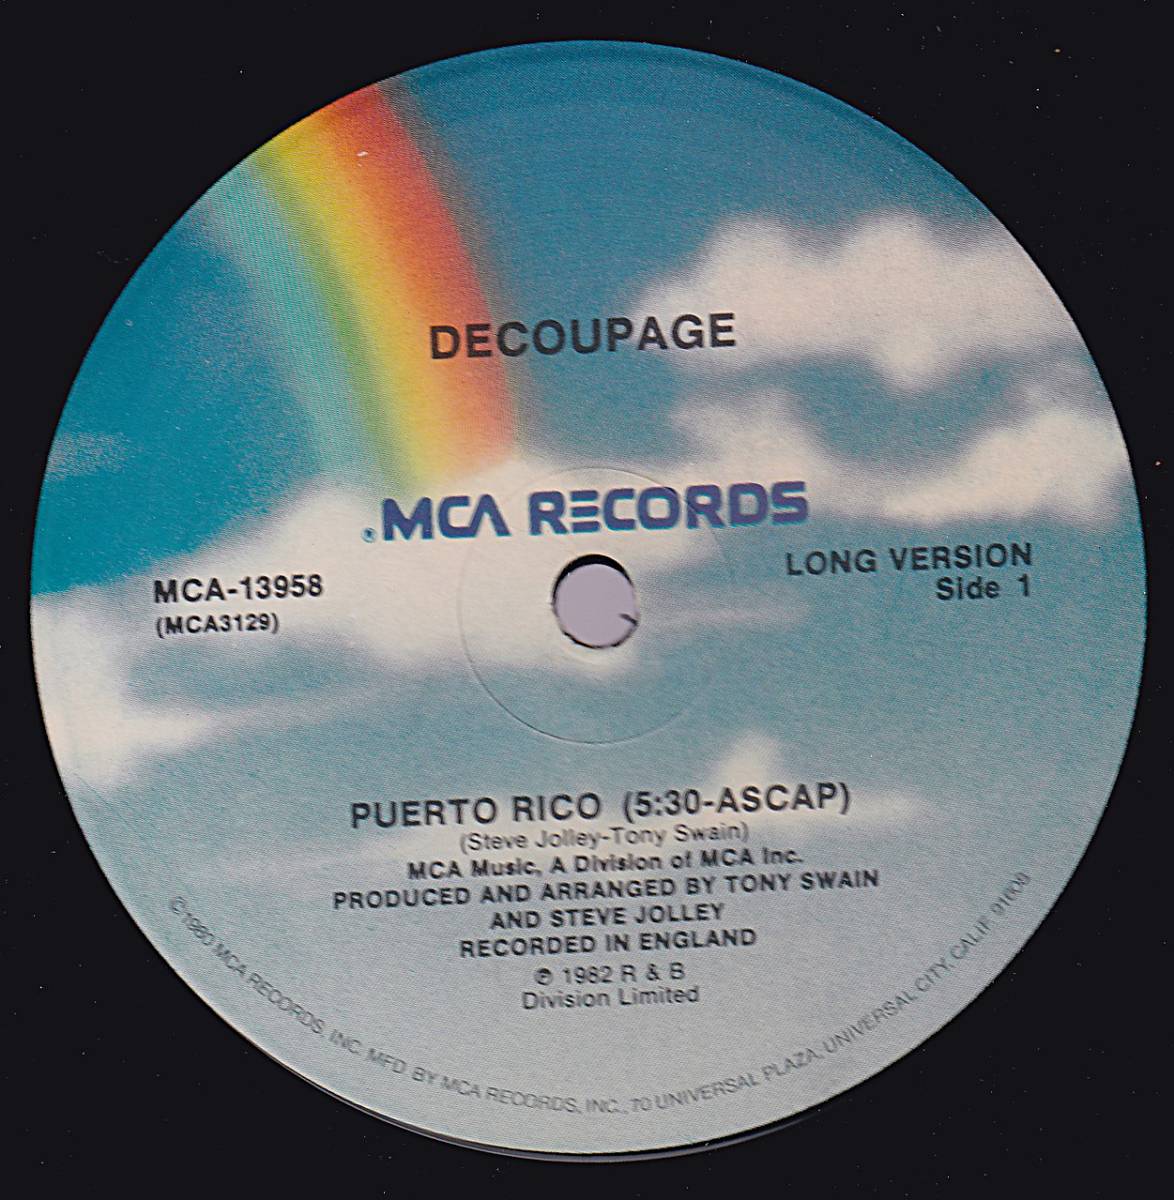 DECOUPAGE
® MCA RECORDS
MCA-13958
(MCA3129)
LONG VERSION
Side 1
PUERTO RICO (5:30-ASCAP)
(Steve Jolley-Tony Swain)
MCA Music, A Division of MCA Inc.
PRODUCED AND ARRANGED BY TONY SWAIN
AND STEVE JOLLEY
RECORDED IN ENGLAND
℗ 1982 R & B
Division Limited
©1980 MCA RECORDS, INC. MFD BY MCA RECORDS, INC., 70 UNIVERSAL PLAZA, UNIVERSAL CITY, CALIF. 91608